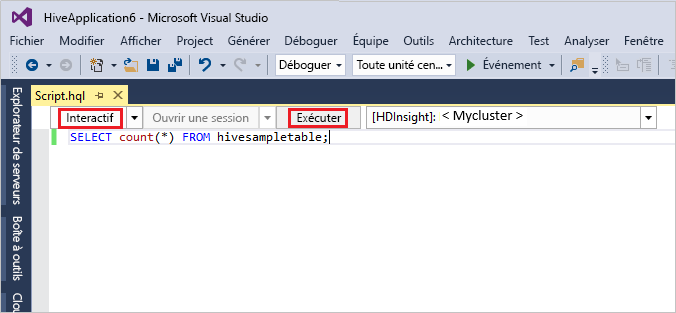 HiveApplication6 - Microsoft Visual Studio
Fichier Modifier Afficher Project Générer Déboguer Équipe Outils Architecture Test Analyser Fenêtre
Déboguer Toute unité cen... Événement
Script.hql
Interactif Ouvrir une session Exécuter [HDInsight]: < Mycluster >
SELECT count(*) FROM hivesampletable;
Explorateur de serveurs
Boîte à outils
Clou